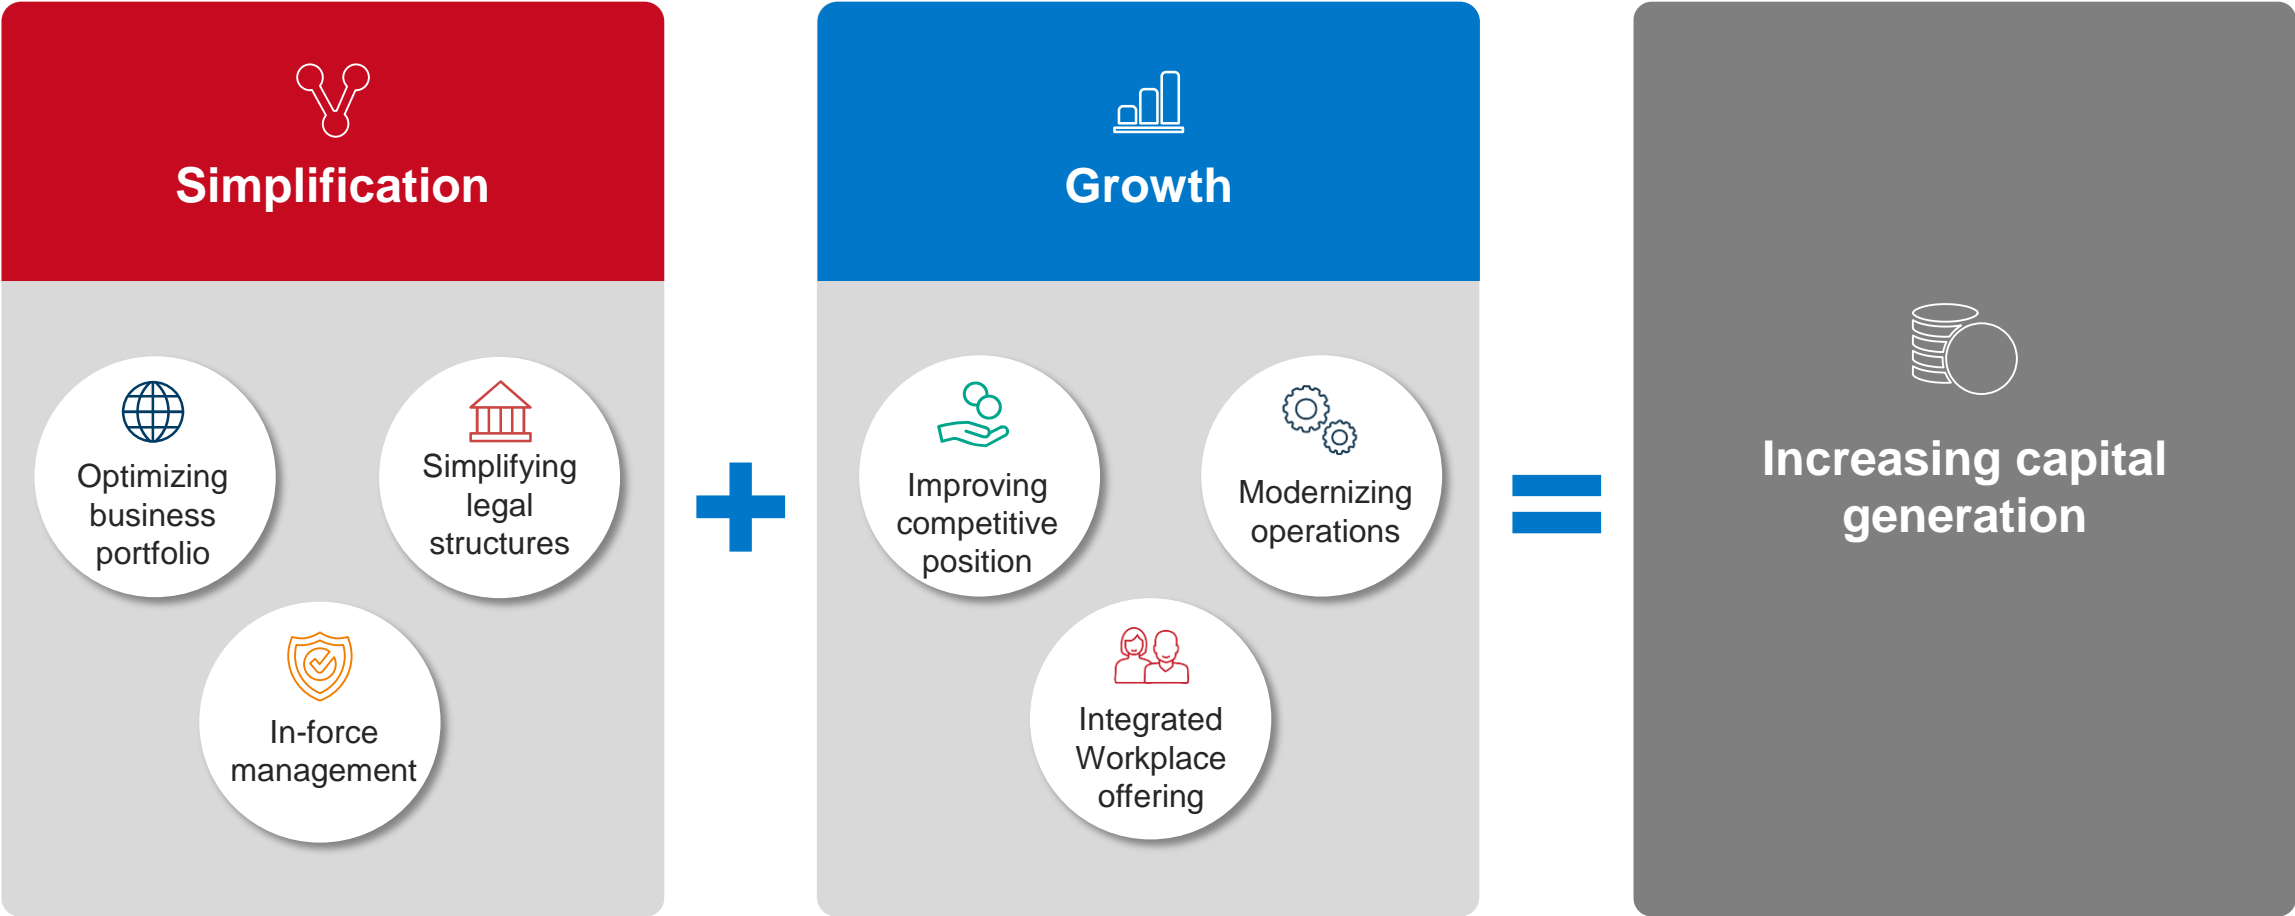 Simplification
Optimizing
business
portfolio
Simplifying
legal
structures
In-force
management
Growth
Improving
competitive
position
Modernizing
operations
Integrated
Workplace
offering
Increasing capital
generation